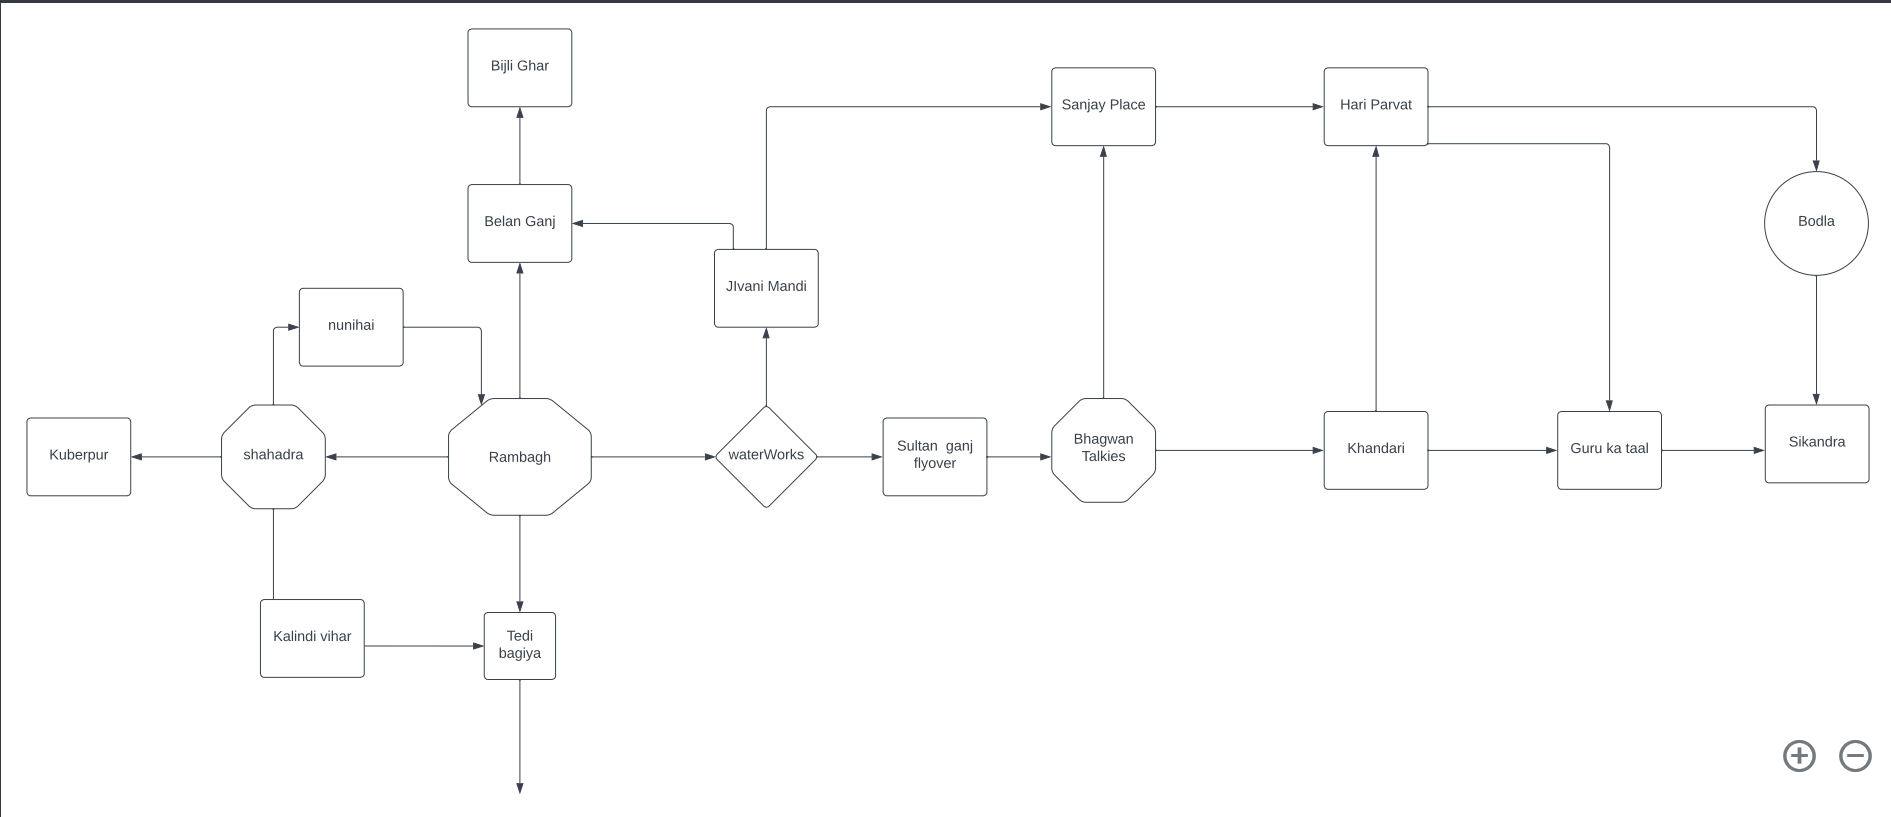 Bijli Ghar
Sanjay Place
Hari Parvat
Belan Ganj
Bodla
JIvani Mandi
nunihai
Kuberpur
shahadra
Rambagh
waterWorks
Sultan  ganj
flyover
Bhagwan
Talkies
Khandari
Guru ka taal
Sikandra
Kalindi vihar
Tedi
bagiya